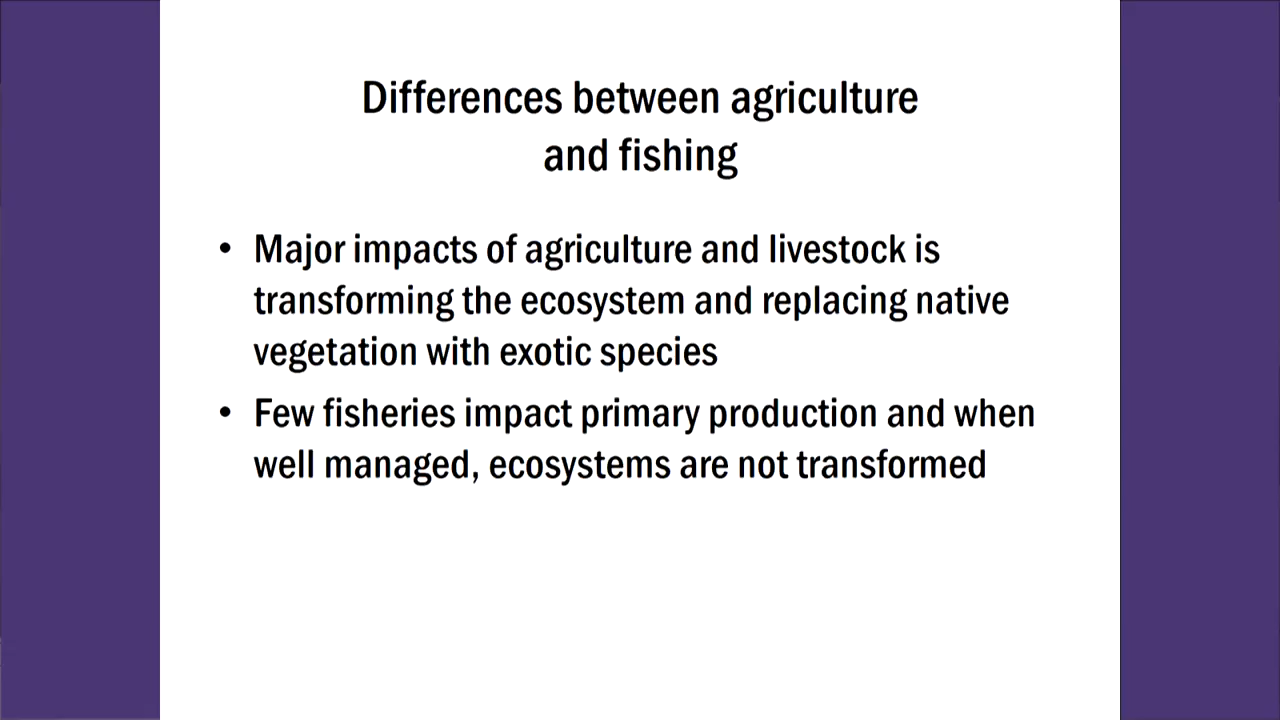 Differences between agriculture
and fishing
• Major impacts of agriculture and livestock is
transforming the ecosystem and replacing native
vegetation with exotic species
• Few fisheries impact primary production and when
well managed, ecosystems are not transformed